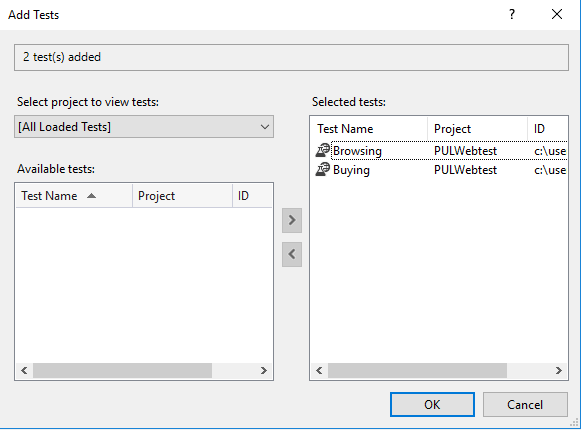 Add Tests
2 test(s) added
Select project to view tests:
[All Loaded Tests]
Available tests:
Test Name Project ID
Selected tests:
Test Name Project ID
Browsing PULWebtest c:\use
Buying PULWebtest c:\use
OK Cancel